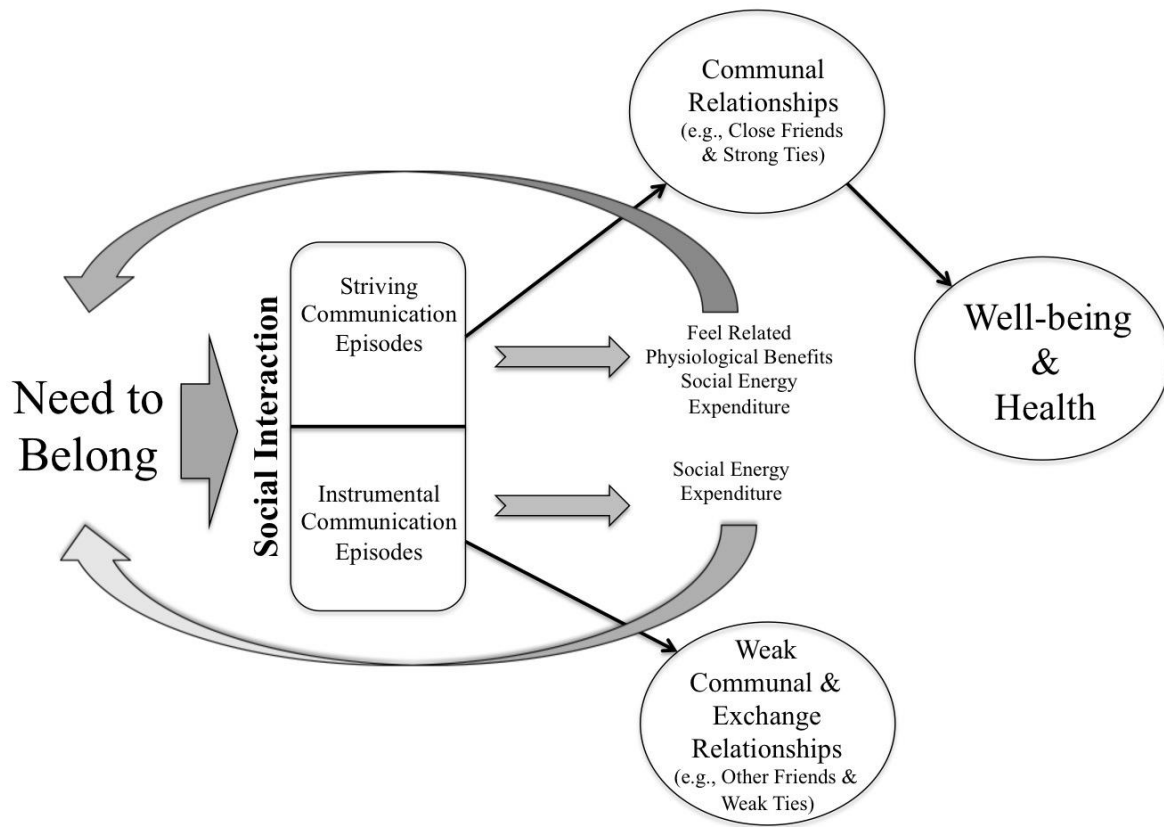 Need to
Belong
Social Interaction
Striving
Communication
Episodes
Instrumental
Communication
Episodes
Feel Related
Physiological Benefits
Social Energy
Expenditure
Social Energy
Expenditure
Communal
Relationships
(e.g., Close Friends
& Strong Ties)
Well-being
&
Health
Weak
Communal &
Exchange
Relationships
(e.g., Other Friends &
Weak Ties)